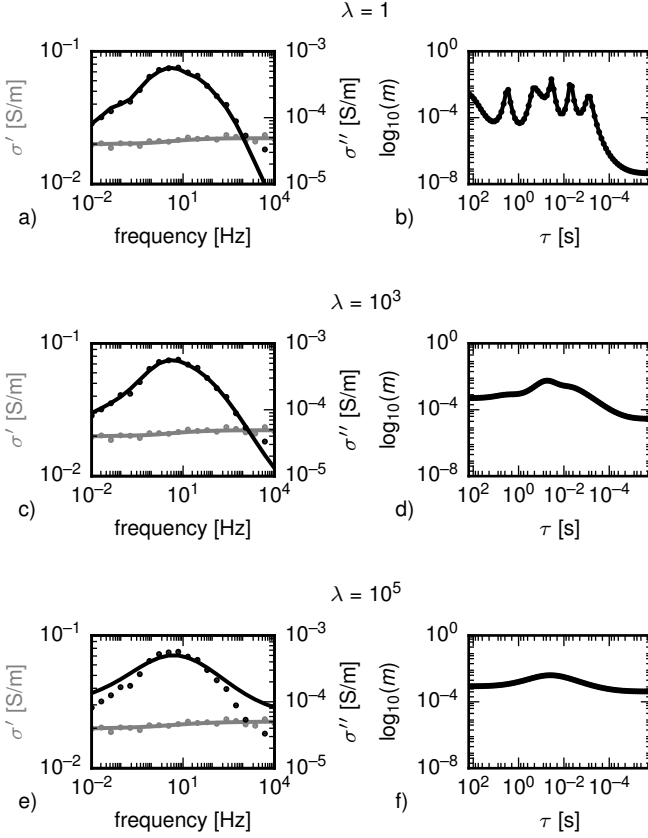 λ = 1
10⁻¹
10⁻²
σ′ [S/m]
10⁻³
10⁻⁴
10⁻⁵
σ″ [S/m]
10⁻² 10¹ 10⁴
frequency [Hz]
a)
10⁰
10⁻⁴
10⁻⁸
log₁₀(m)
10² 10⁰ 10⁻² 10⁻⁴
τ [s]
b)
λ = 10³
10⁻¹
10⁻²
σ′ [S/m]
10⁻³
10⁻⁴
10⁻⁵
σ″ [S/m]
10⁻² 10¹ 10⁴
frequency [Hz]
c)
10⁰
10⁻⁴
10⁻⁸
log₁₀(m)
10² 10⁰ 10⁻² 10⁻⁴
τ [s]
d)
λ = 10⁵
10⁻¹
10⁻²
σ′ [S/m]
10⁻³
10⁻⁴
10⁻⁵
σ″ [S/m]
10⁻² 10¹ 10⁴
frequency [Hz]
e)
10⁰
10⁻⁴
10⁻⁸
log₁₀(m)
10² 10⁰ 10⁻² 10⁻⁴
τ [s]
f)